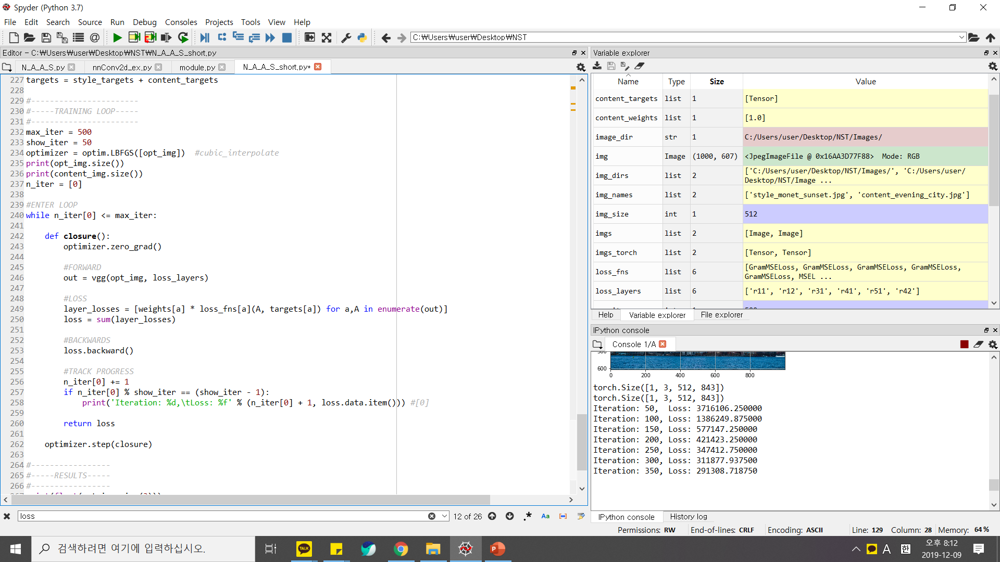 Spyder (Python 3.7)
File Edit Search Source Run Debug Consoles Projects Tools View Help
C:₩Users₩user₩Desktop₩NST
Editor - C:₩Users₩user₩Desktop₩NST₩N_A_A_S_short.py
N_A_A_S.py nnConv2d_ex.py module.py N_A_A_S_short.py*
227 targets = style_targets + content_targets
228
229 #-----------------------
230 #-----TRAINING LOOP-----
231 #-----------------------
232 max_iter = 500
233 show_iter = 50
234 optimizer = optim.LBFGS([opt_img])  #cubic_interpolate
235 print(opt_img.size())
236 print(content_img.size())
237 n_iter = [0]
238
239 #ENTER LOOP
240 while n_iter[0] <= max_iter:
241
242     def closure():
243         optimizer.zero_grad()
244
245         #FORWARD
246         out = vgg(opt_img, loss_layers)
247
248         #LOSS
249         layer_losses = [weights[a] * loss_fns[a](A, targets[a]) for a,A in enumerate(out)]
250         loss = sum(layer_losses)
251
252         #BACKWARDS
253         loss.backward()
254
255         #TRACK PROGRESS
256         n_iter[0] += 1
257         if n_iter[0] % show_iter == (show_iter - 1):
258             print('Iteration: %d,\tLoss: %f' % (n_iter[0] + 1, loss.data.item())) #[0]
259
260         return loss
261
262     optimizer.step(closure)
263
264 #-----------------
265 #-----RESULTS-----
266 #-----------------
loss
12 of 26
Aa
Variable explorer
Name Type Size Value
content_targets list 1 [Tensor]
content_weights list 1 [1.0]
image_dir str 1 C:/Users/user/Desktop/NST/Images/
img Image (1000, 607) <JpegImageFile @ 0x16AA3D77F88>  Mode: RGB
img_dirs list 2 ['C:/Users/user/Desktop/NST/Images/', 'C:/Users/user/
Desktop/NST/Image ...
img_names list 2 ['style_monet_sunset.jpg', 'content_evening_city.jpg']
img_size int 1 512
imgs list 2 [Image, Image]
imgs_torch list 2 [Tensor, Tensor]
loss_fns list 6 [GramMSELoss, GramMSELoss, GramMSELoss, GramMSELoss,
GramMSELoss, MSEL ...
loss_layers list 6 ['r11', 'r12', 'r31', 'r41', 'r51', 'r42']
Help Variable explorer File explorer
IPython console
Console 1/A
600
0 200 400 600 800
torch.Size([1, 3, 512, 843])
torch.Size([1, 3, 512, 843])
Iteration: 50,  Loss: 3716106.250000
Iteration: 100, Loss: 1386249.875000
Iteration: 150, Loss: 577147.250000
Iteration: 200, Loss: 421423.250000
Iteration: 250, Loss: 347412.750000
Iteration: 300, Loss: 311877.937500
Iteration: 350, Loss: 291308.718750
IPython console History log
Permissions: RW End-of-lines: CRLF Encoding: ASCII Line: 129 Column: 28 Memory: 64 %
검색하려면 여기에 입력하십시오.
TALK
A 한
오후 8:12
2019-12-09